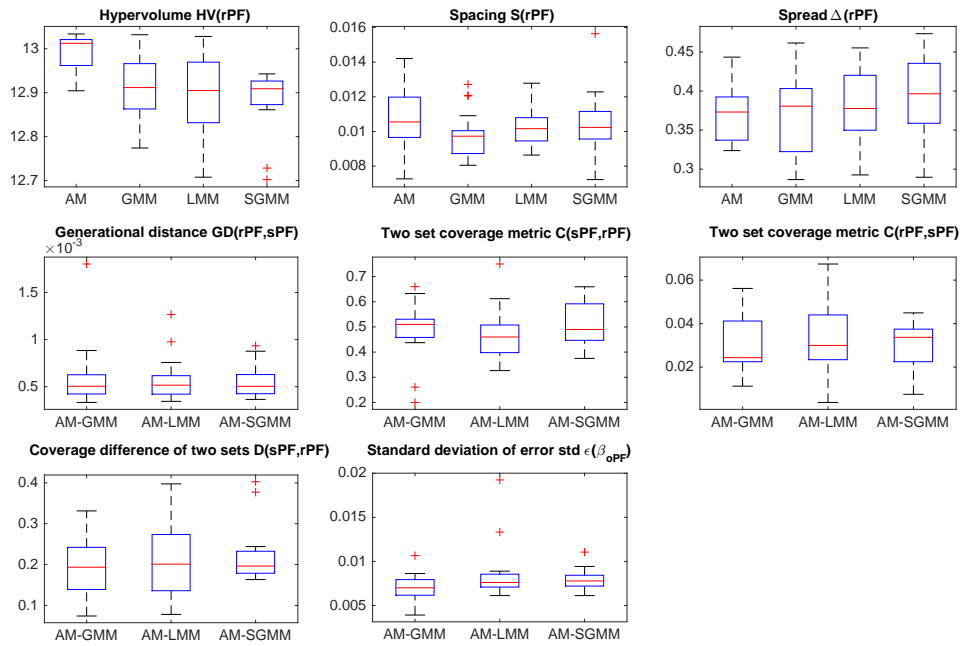 Hypervolume HV(rPF)
13
12.9
12.8
12.7
AM GMM LMM SGMM
Spacing S(rPF)
0.016
0.014
0.012
0.01
0.008
AM GMM LMM SGMM
Spread Δ(rPF)
0.45
0.4
0.35
0.3
AM GMM LMM SGMM
Generational distance GD(rPF,sPF)
×10-3
1.5
1
0.5
AM-GMM AM-LMM AM-SGMM
Two set coverage metric C(sPF,rPF)
0.7
0.6
0.5
0.4
0.3
0.2
AM-GMM AM-LMM AM-SGMM
Two set coverage metric C(rPF,sPF)
0.06
0.04
0.02
AM-GMM AM-LMM AM-SGMM
Coverage difference of two sets D(sPF,rPF)
0.4
0.3
0.2
0.1
AM-GMM AM-LMM AM-SGMM
Standard deviation of error std ϵ(βoPF)
0.02
0.015
0.01
0.005
AM-GMM AM-LMM AM-SGMM